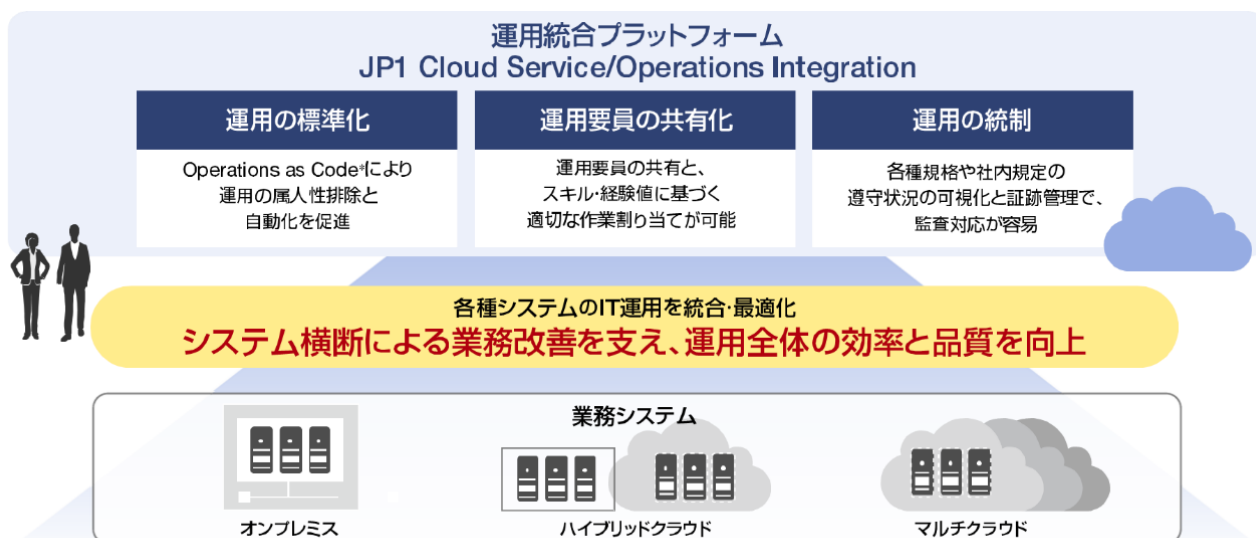 運用統合プラットフォーム
JP1 Cloud Service/Operations Integration
運用の標準化
Operations as Code*により
運用の属人性排除と
自動化を促進
運用要員の共有化
運用要員の共有と、
スキル・経験値に基づく
適切な作業割り当てが可能
運用の統制
各種規格や社内規定の
遵守状況の可視化と証跡管理で、
監査対応が容易
各種システムのIT運用を統合・最適化
システム横断による業務改善を支え、運用全体の効率と品質を向上
業務システム
オンプレミス
ハイブリッドクラウド
マルチクラウド